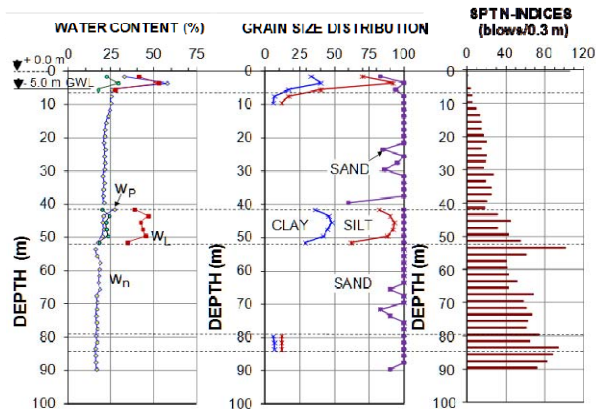 WATER CONTENT (%)
GRAIN SIZE DISTRIBUTION
SPTN-INDICES
(blows/0.3 m)
+ 0.0 m
- 5.0 m GWL
0 25 50 75 100
0 25 50 75 100
0 40 80 120
0
10
20
30
40
50
60
70
80
90
100
DEPTH (m)
WP
WL
Wn
0
10
20
30
40
50
60
70
80
90
100
DEPTH (m)
SAND
CLAY
SILT
SAND
0
10
20
30
40
50
60
70
80
90
100
DEPTH (m)